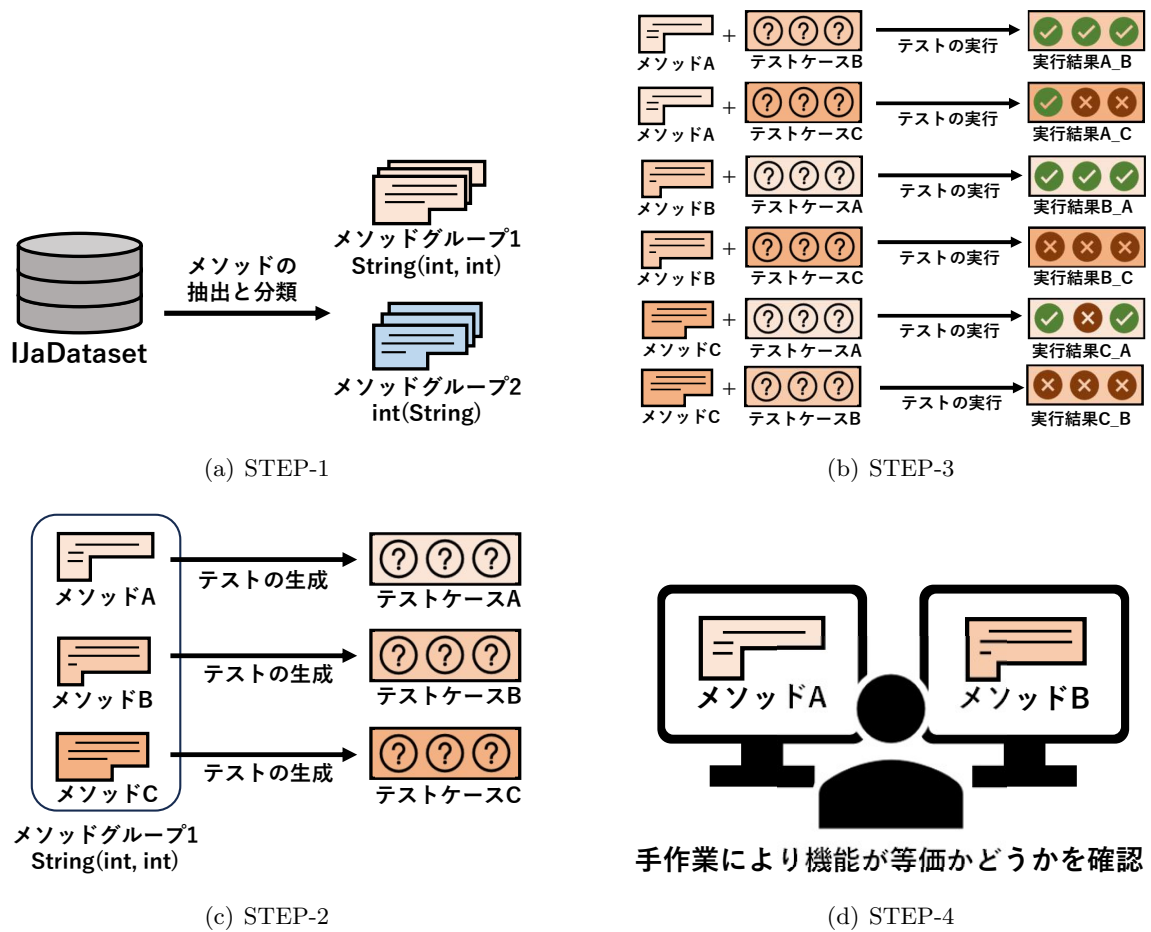 メソッドの
抽出と分類
IJaDataset
メソッドグループ1
String(int, int)
メソッドグループ2
int(String)
(a) STEP-1
メソッドA
+
? ? ?
テストケースB
テストの実行
実行結果A_B
メソッドA
+
? ? ?
テストケースC
テストの実行
実行結果A_C
メソッドB
+
? ? ?
テストケースA
テストの実行
実行結果B_A
メソッドB
+
? ? ?
テストケースC
テストの実行
実行結果B_C
メソッドC
+
? ? ?
テストケースA
テストの実行
実行結果C_A
メソッドC
+
? ? ?
テストケースB
テストの実行
実行結果C_B
(b) STEP-3
メソッドA
テストの生成
? ? ?
テストケースA
メソッドB
テストの生成
? ? ?
テストケースB
メソッドC
テストの生成
? ? ?
テストケースC
メソッドグループ1
String(int, int)
(c) STEP-2
メソッドA
メソッドB
手作業により機能が等価かどうかを確認
(d) STEP-4